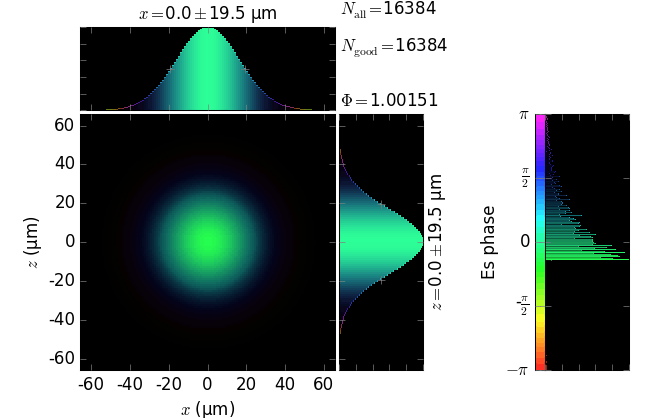 x=0.0±19.5 µm
N_all=16384
N_good=16384
Φ=1.00151
60
40
20
0
-20
-40
-60
z (µm)
-60 -40 -20 0 20 40 60
x (µm)
z=0.0±19.5 µm
Es phase
π
π/2
0
-π/2
−π